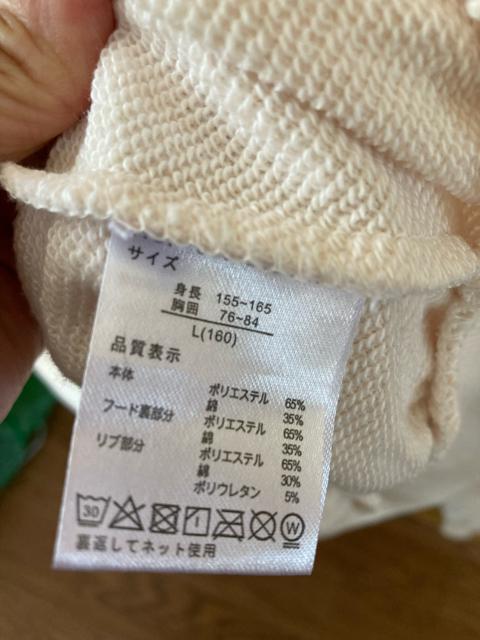 サイズ
身長 155~165
胸囲 76~84
L(160)
品質表示
本体 ポリエステル 65%
綿 35%
フード裏部分 ポリエステル 65%
綿 35%
リブ部分 ポリエステル 65%
綿 30%
ポリウレタン 5%
30 W
裏返してネット使用